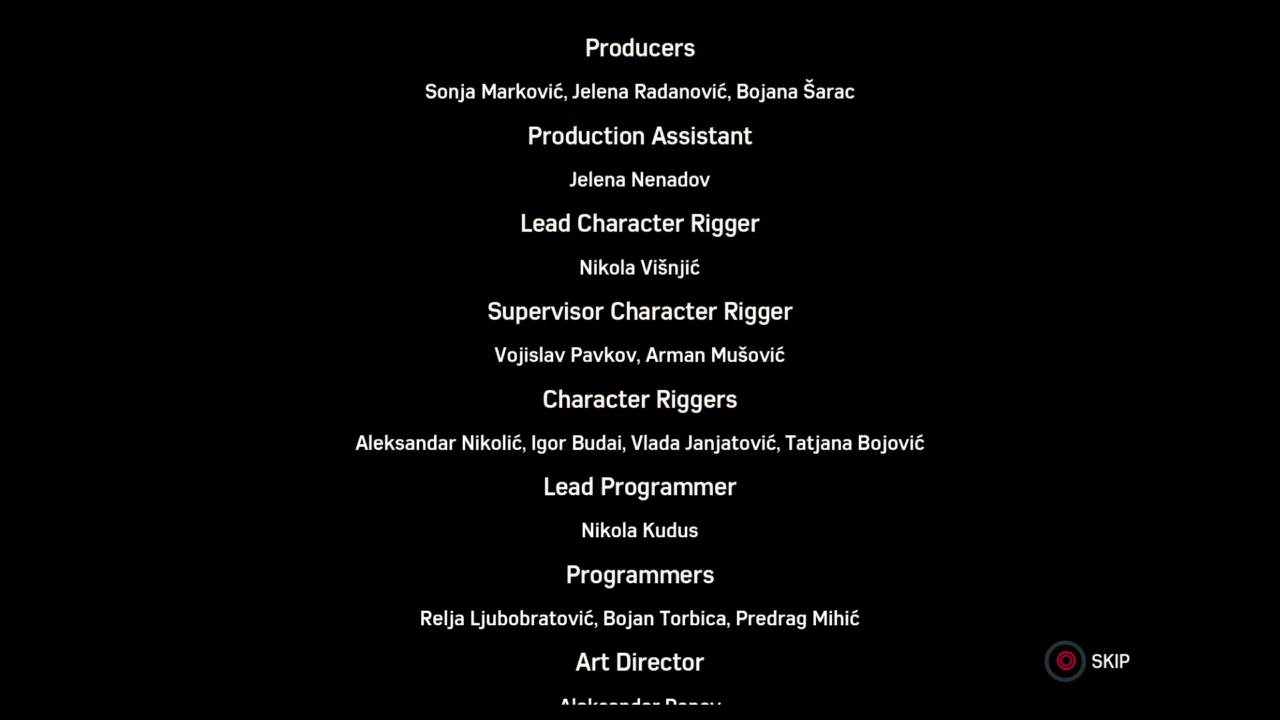 Producers
Sonja Marković, Jelena Radanović, Bojana Šarac
Production Assistant
Jelena Nenadov
Lead Character Rigger
Nikola Višnjić
Supervisor Character Rigger
Vojislav Pavkov, Arman Mušović
Character Riggers
Aleksandar Nikolić, Igor Budai, Vlada Janjatović, Tatjana Bojović
Lead Programmer
Nikola Kudus
Programmers
Relja Ljubobratović, Bojan Torbica, Predrag Mihić
Art Director
SKIP
Aleksandar